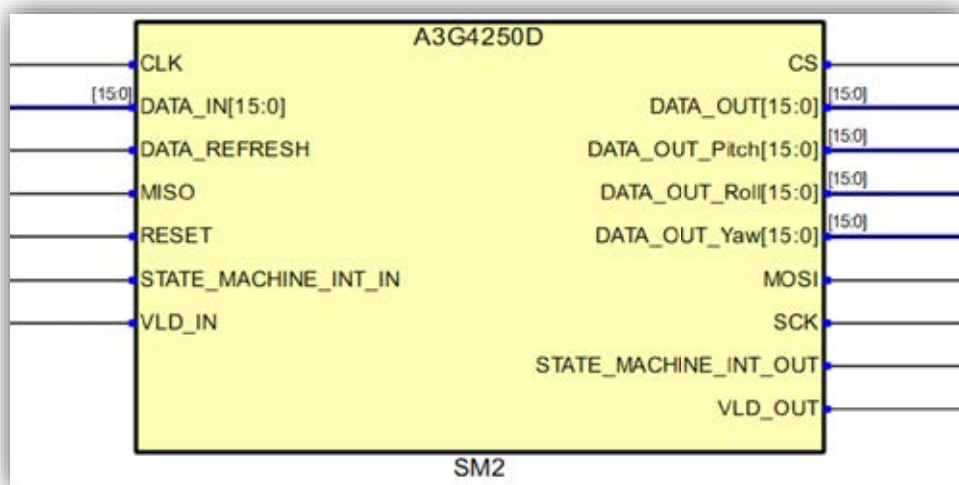 A3G4250D
CLK
CS
[15:0]
DATA_IN[15:0]
DATA_OUT[15:0]
[15:0]
DATA_REFRESH
DATA_OUT_Pitch[15:0]
[15:0]
MISO
DATA_OUT_Roll[15:0]
[15:0]
RESET
DATA_OUT_Yaw[15:0]
[15:0]
STATE_MACHINE_INT_IN
MOSI
VLD_IN
SCK
STATE_MACHINE_INT_OUT
VLD_OUT
SM2